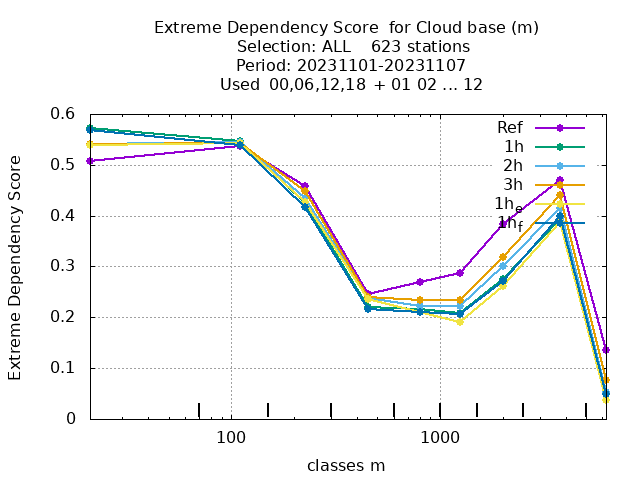 Extreme Dependency Score  for Cloud base (m)
Selection: ALL    623 stations
Period: 20231101-20231107
Used  00,06,12,18  + 01 02 ... 12
Extreme Dependency Score
0.6
0.5
0.4
0.3
0.2
0.1
0
Ref
1h
2h
3h
1h_e
1h_f
100
1000
classes m